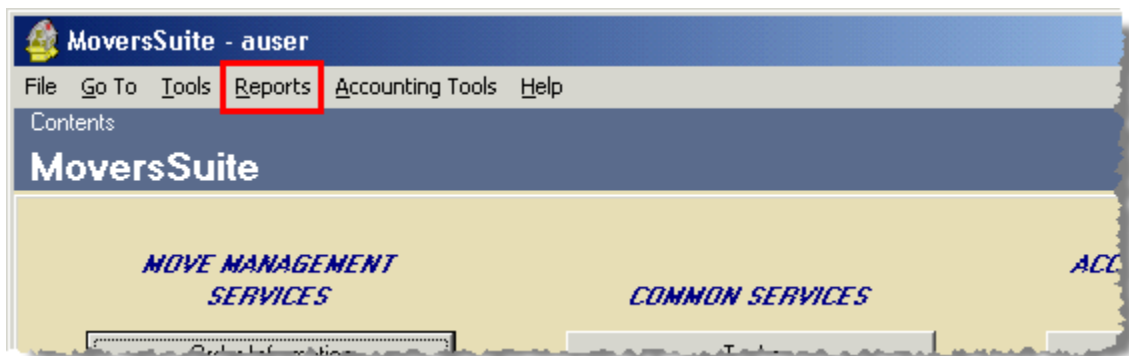 MoversSuite - auser
File Go To Tools Reports Accounting Tools Help
Contents
MoversSuite
MOVE MANAGEMENT
SERVICES
COMMON SERVICES